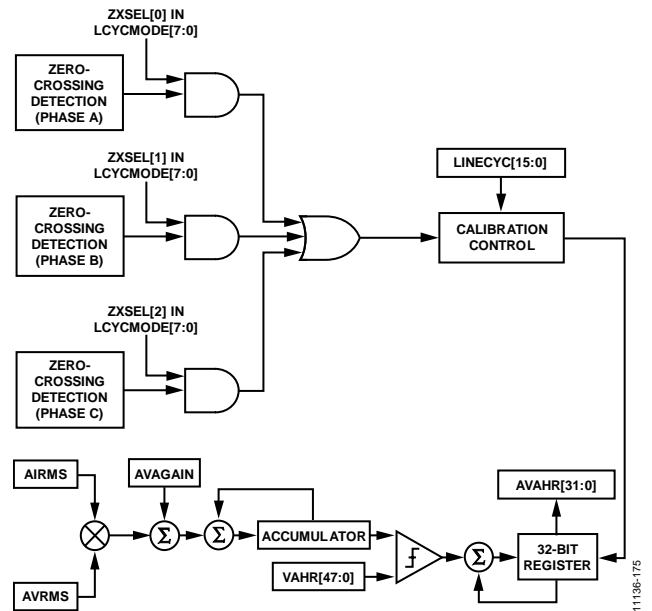 ZXSEL[0] IN
LCYCMODE[7:0]
ZERO-
CROSSING
DETECTION
(PHASE A)
ZXSEL[1] IN
LCYCMODE[7:0]
ZERO-
CROSSING
DETECTION
(PHASE B)
LINECYC[15:0]
CALIBRATION
CONTROL
ZXSEL[2] IN
LCYCMODE[7:0]
ZERO-
CROSSING
DETECTION
(PHASE C)
AIRMS
AVAGAIN
AVAHR[31:0]
Σ
Σ
ACCUMULATOR
Σ
32-BIT
REGISTER
VAHR[47:0]
AVRMS
11136-175